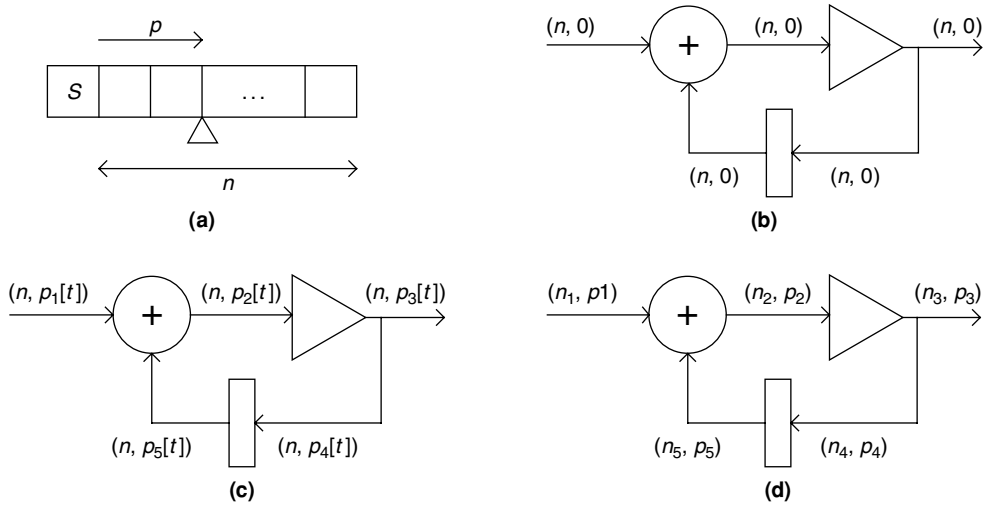 p
S ...
n
(a)
(n, 0) + (n, 0) (n, 0)
(n, 0) (n, 0)
(b)
(n, p₁[t]) + (n, p₂[t]) (n, p₃[t])
(n, p₅[t]) (n, p₄[t])
(c)
(n₁, p1) + (n₂, p₂) (n₃, p₃)
(n₅, p₅) (n₄, p₄)
(d)